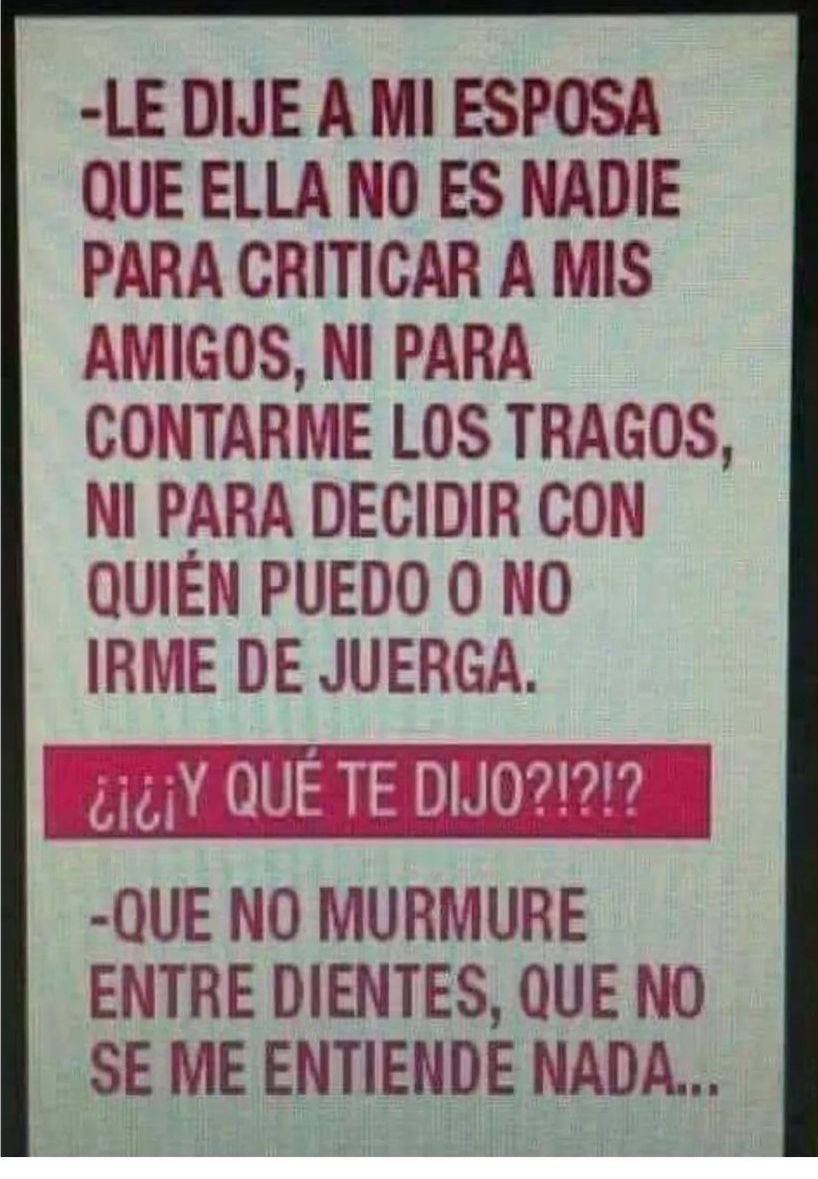 -LE DIJE A MI ESPOSA
QUE ELLA NO ES NADIE
PARA CRITICAR A MIS
AMIGOS, NI PARA
CONTARME LOS TRAGOS,
NI PARA DECIDIR CON
QUIÉN PUEDO O NO
IRME DE JUERGA.
¿¡¿¡Y QUÉ TE DIJO?!?!?
-QUE NO MURMURE
ENTRE DIENTES, QUE NO
SE ME ENTIENDE NADA...